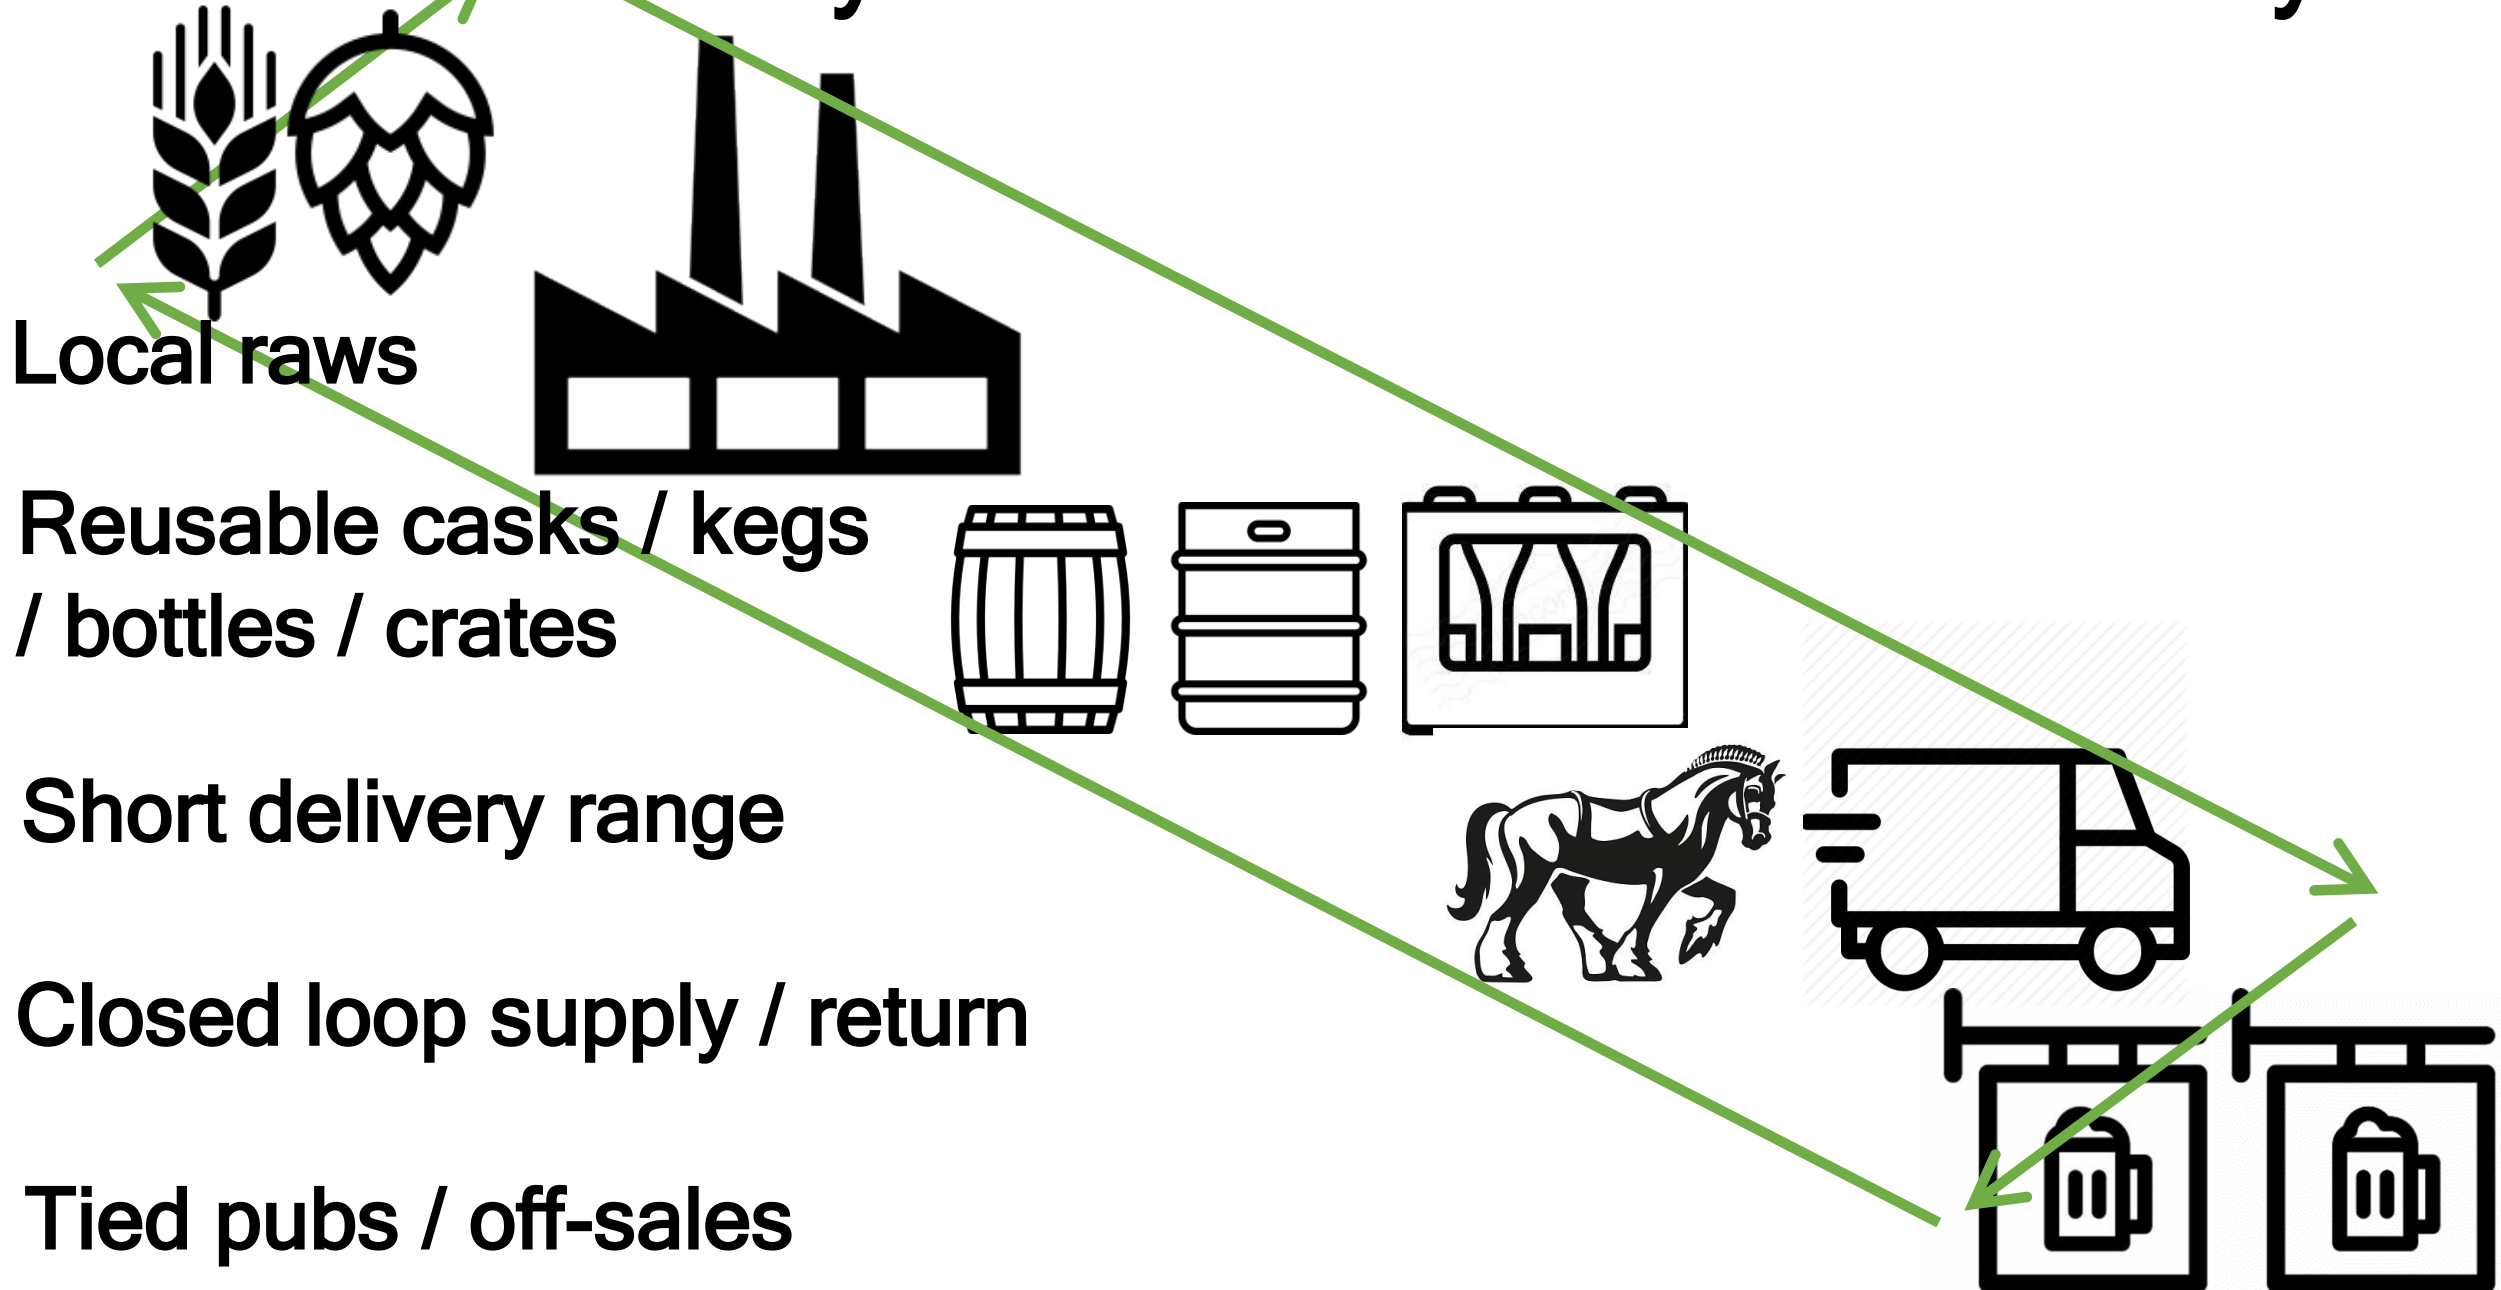 Local raws
Reusable casks / kegs
/ bottles / crates
Short delivery range
Closed loop supply / return
Tied pubs / off-sales